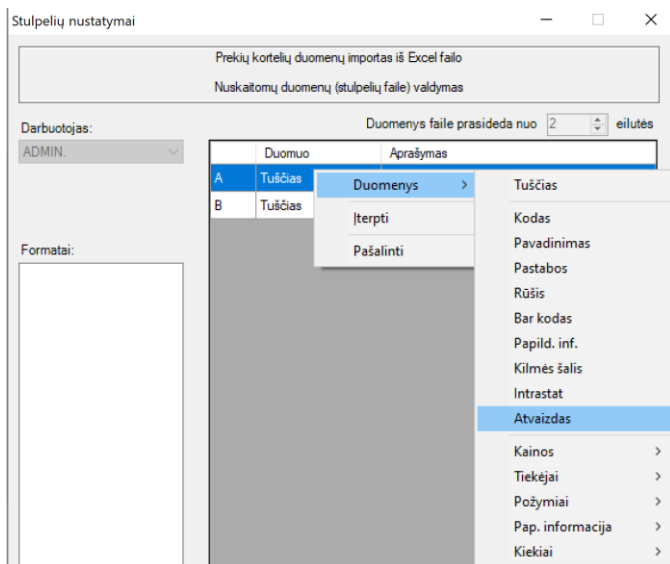 Stulpelių nustatymai
Prekių kortelių duomenų importas iš Excel failo
Nuskaitomų duomenų (stulpelių faile) valdymas
Darbuotojas:
Duomenys faile prasideda nuo 2 eilutės
ADMIN.
Duomuo Aprašymas
A Tuščias
B Tuščias
Duomenys
Įterpti
Pašalinti
Formatai:
Tuščias
Kodas
Pavadinimas
Pastabos
Rūšis
Bar kodas
Papild. inf.
Kilmės šalis
Intrastat
Atvaizdas
Kainos
Tiekėjai
Požymiai
Pap. informacija
Kiekiai